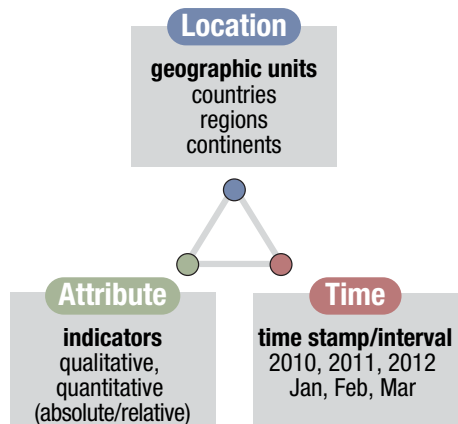 Location
geographic units
countries
regions
continents
Attribute
indicators
qualitative,
quantitative
(absolute/relative)
Time
time stamp/interval
2010, 2011, 2012
Jan, Feb, Mar